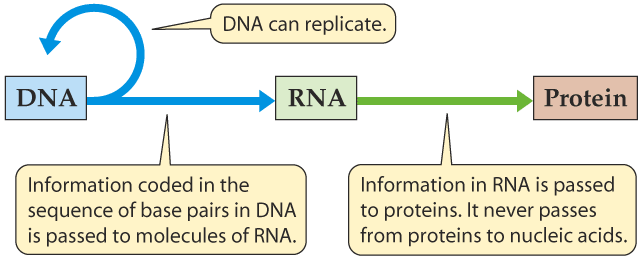 DNA can replicate.
DNA
RNA
Protein
Information coded in the
sequence of base pairs in DNA
is passed to molecules of RNA.
Information in RNA is passed
to proteins. It never passes
from proteins to nucleic acids.